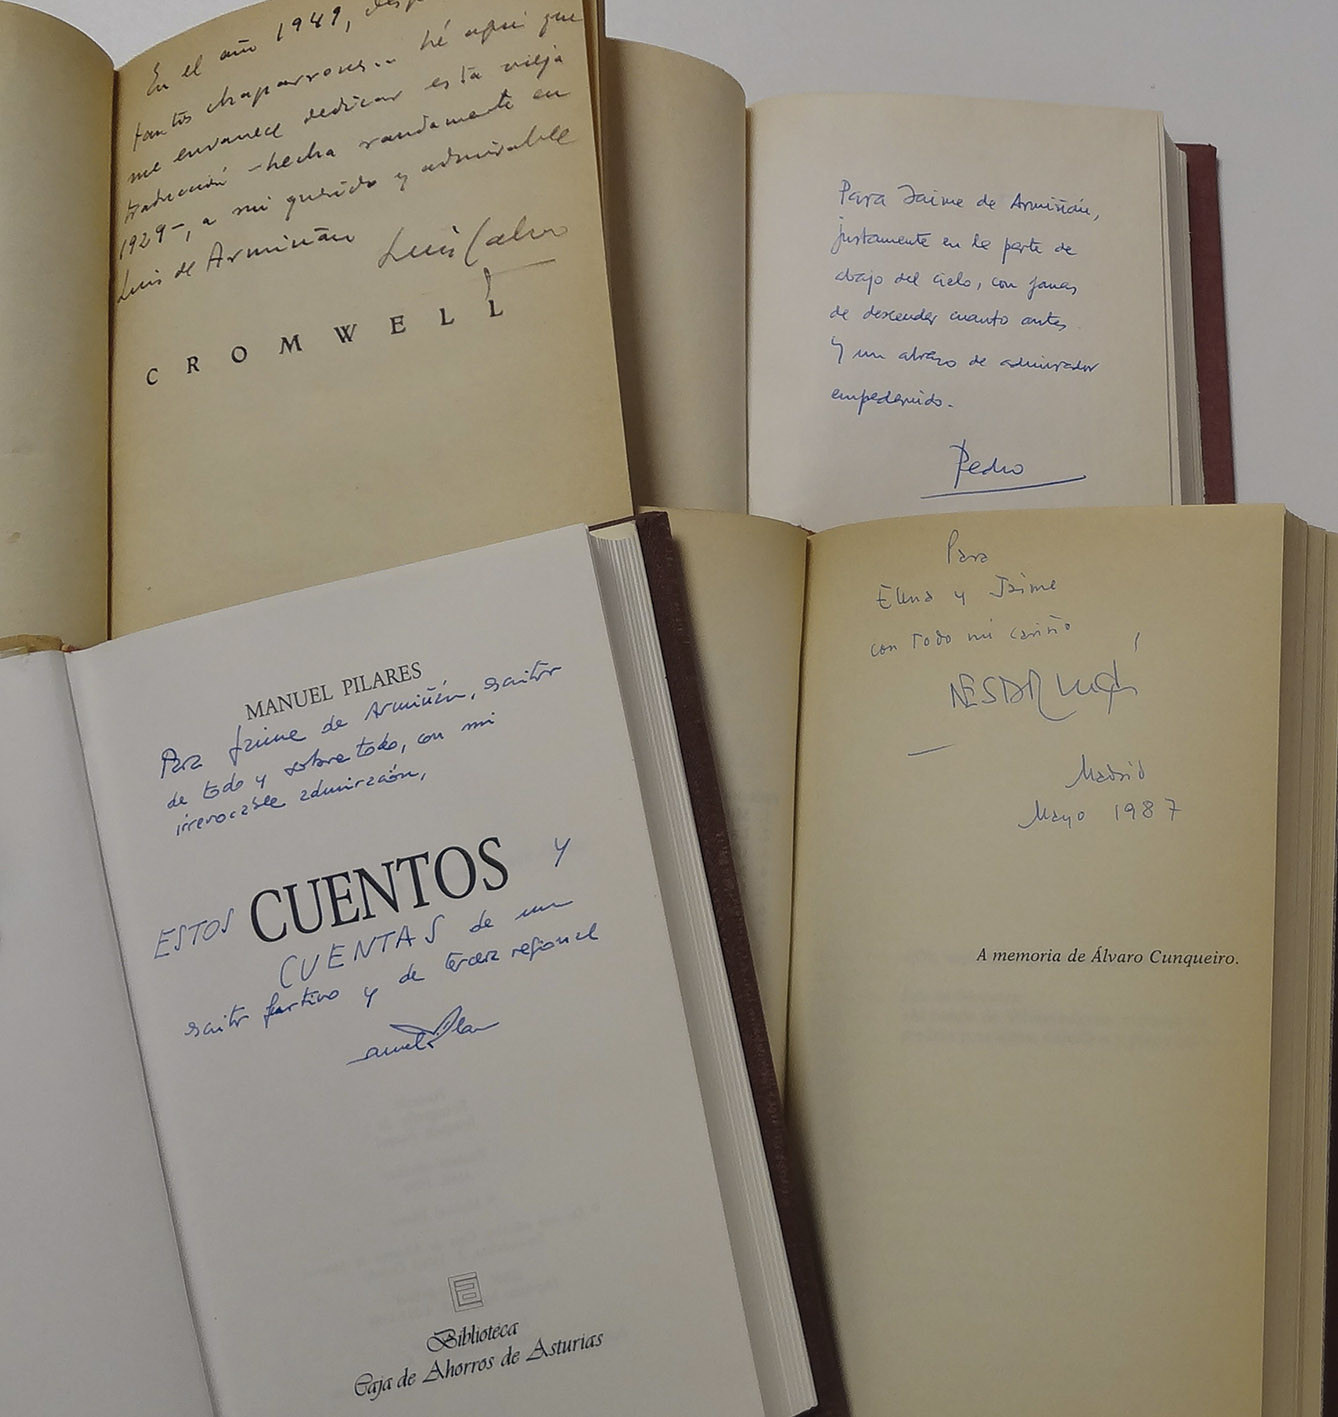 En el año 1949, después
tantos chaparrones... hé aquí que
me envanece dedicar esta vieja
traducción -hecha
en
1929-, a mi querido y admirable
Luis de Armiñán Luis Calvo
CROMWELL
Para Jaime de Armiñán,
justamente en la parte de
abajo del cielo, con ganas
de descender cuanto antes.
Y un abrazo de admirador
empedernido.
Pedro
MANUEL PILARES
Para Jaime de Armiñán, escritor
de todo y sobre todo, con mi
irrevocable admiración,
ESTOS CUENTOS y
CUENTAS de un
escritor furtivo y de tercera regional
Para
Elena y Jaime
con todo mi cariño
Madrid
Mayo 1987
A memoria de Álvaro Cunqueiro.
Biblioteca
Caja de Ahorros de Asturias